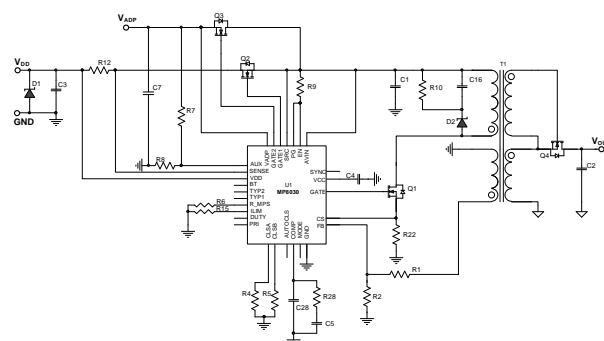 Q3
VADP
VDD
R12
Q2
T1
D1
C3
GND
C7
R7
R9
C1
R10
C16
D2
R8
VADP
GATE2
GATE1
SRC
PG
EN
AVIN
AUX
SENSE
VDD
BT
TYP2
TYP1
R_MPS
ILIM
DUTY
PRI
U1
MP6030
SYNC
VCC
GATE
CS
FB
C4
Q1
Q4
C2
R6
R15
R22
CLSA
CLSB
AUTOCLS
COMP
MODE
GND
R1
R4
R5
C28
R28
R2
C5